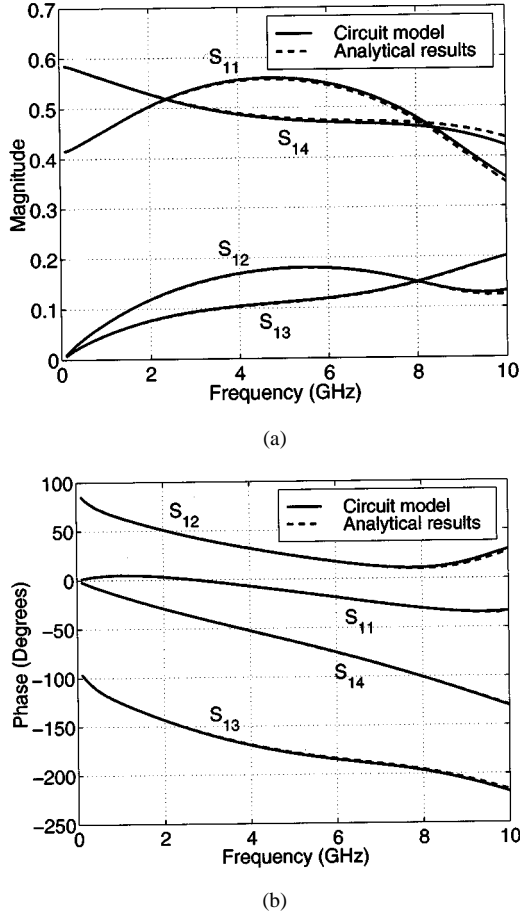 0.7
0.6
0.5
0.4
0.3
0.2
0.1
0
Magnitude
Circuit model
Analytical results
S11
S14
S12
S13
0 2 4 6 8 10
Frequency (GHz)
(a)
100
50
0
−50
−100
−150
−200
−250
Phase (Degrees)
Circuit model
Analytical results
S12
S11
S14
S13
0 2 4 6 8 10
Frequency (GHz)
(b)